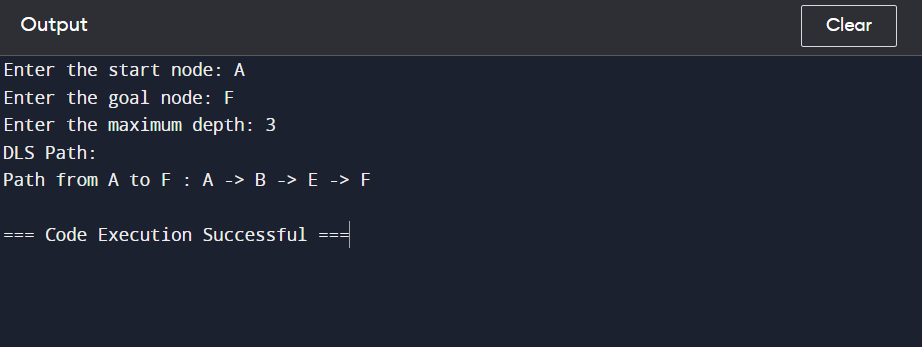 Output
Clear
Enter the start node: A
Enter the goal node: F
Enter the maximum depth: 3
DLS Path:
Path from A to F : A -> B -> E -> F
=== Code Execution Successful ===